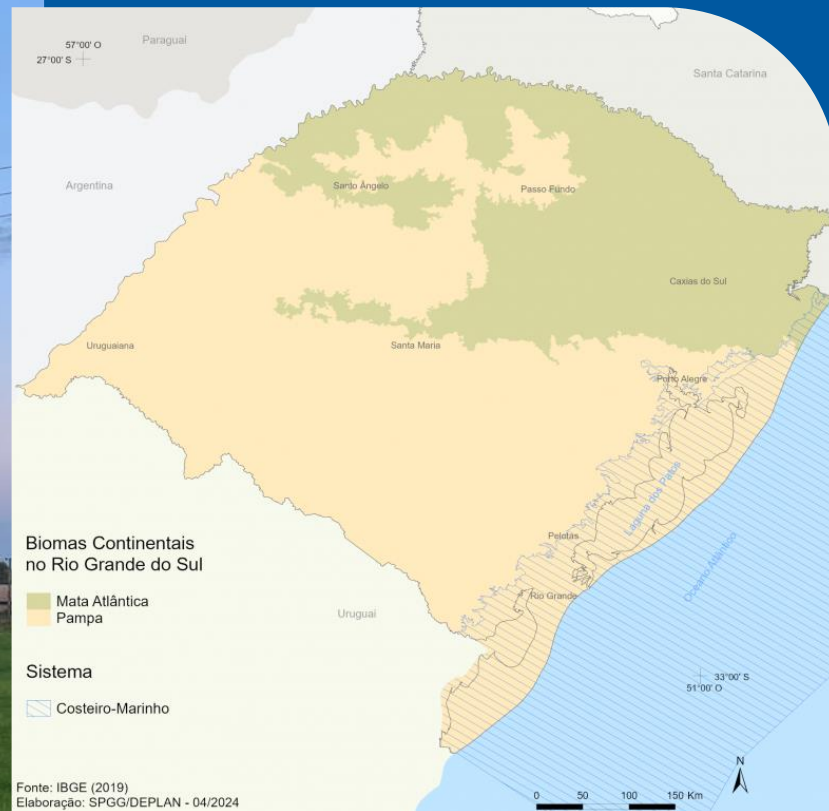 57°00' O
27°00' S
Paraguai
Santa Catarina
Argentina
Santo Ângelo
Passo Fundo
Caxias do Sul
Uruguaiana
Santa Maria
Porto Alegre
Laguna dos Patos
Pelotas
Oceano Atlântico
Rio Grande
Uruguai
Biomas Continentais
no Rio Grande do Sul
Mata Atlântica
Pampa
Sistema
Costeiro-Marinho
33°00' S
51°00' O
N
0 50 100 150 Km
Fonte: IBGE (2019)
Elaboração: SPGG/DEPLAN - 04/2024